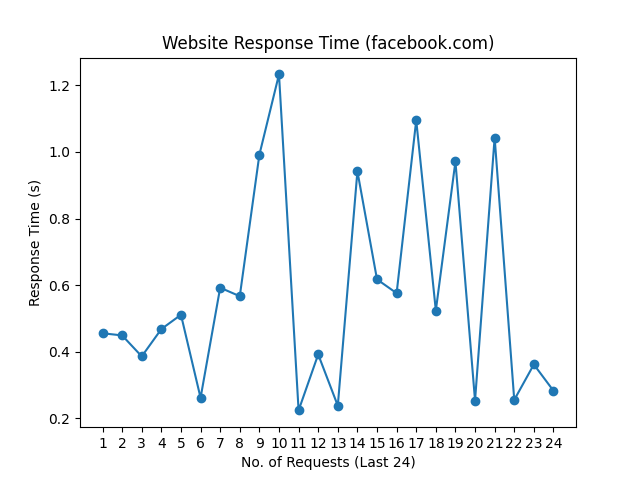 Website Response Time (facebook.com)
1.2
1.0
0.8
0.6
0.4
0.2
Response Time (s)
1 2 3 4 5 6 7 8 9 10 11 12 13 14 15 16 17 18 19 20 21 22 23 24
No. of Requests (Last 24)